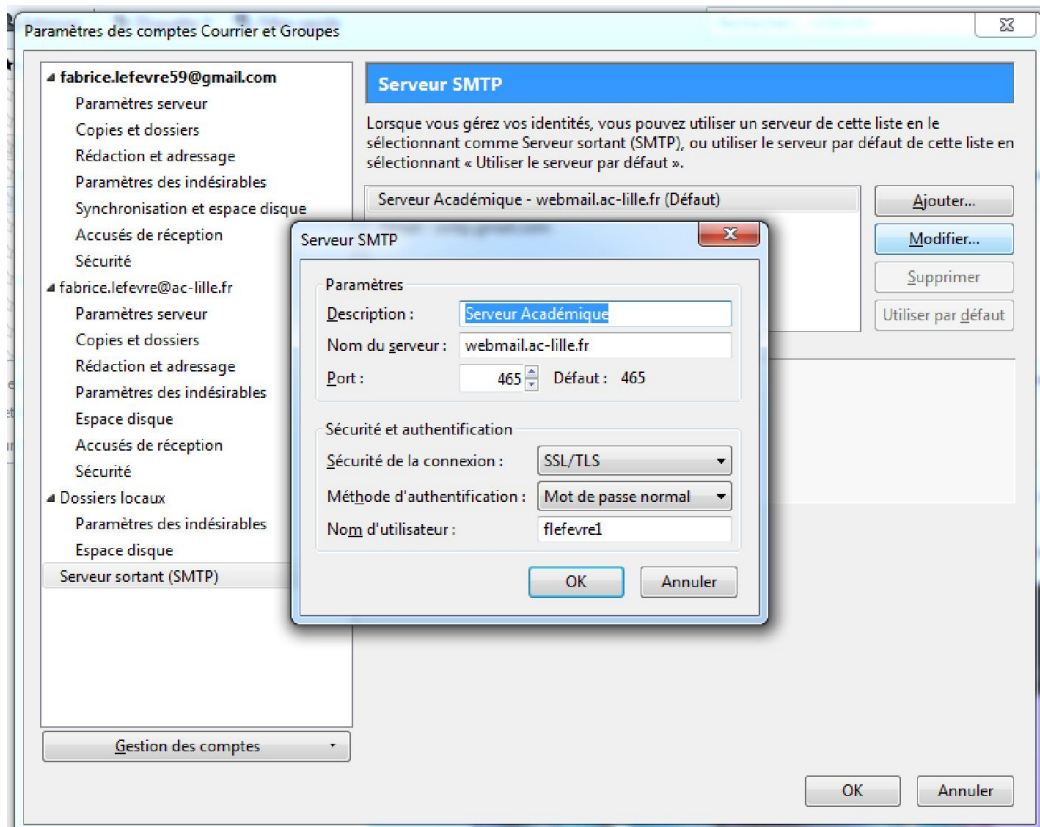 Paramètres des comptes Courrier et Groupes
fabrice.lefevre59@gmail.com
Paramètres serveur
Copies et dossiers
Rédaction et adressage
Paramètres des indésirables
Synchronisation et espace disque
Accusés de réception
Sécurité
fabrice.lefevre@ac-lille.fr
Paramètres serveur
Copies et dossiers
Rédaction et adressage
Paramètres des indésirables
Espace disque
Accusés de réception
Sécurité
Dossiers locaux
Paramètres des indésirables
Espace disque
Serveur sortant (SMTP)
Gestion des comptes
Serveur SMTP
Lorsque vous gérez vos identités, vous pouvez utiliser un serveur de cette liste en le
sélectionnant comme Serveur sortant (SMTP), ou utiliser le serveur par défaut de cette liste en
sélectionnant « Utiliser le serveur par défaut ».
Serveur Académique - webmail.ac-lille.fr (Défaut)
Ajouter...
Modifier...
Supprimer
Utiliser par défaut
Serveur SMTP
Paramètres
Description : Serveur Académique
Nom du serveur : webmail.ac-lille.fr
Port : 465 Défaut : 465
Sécurité et authentification
Sécurité de la connexion : SSL/TLS
Méthode d'authentification : Mot de passe normal
Nom d'utilisateur : flefevre1
OK Annuler
OK Annuler